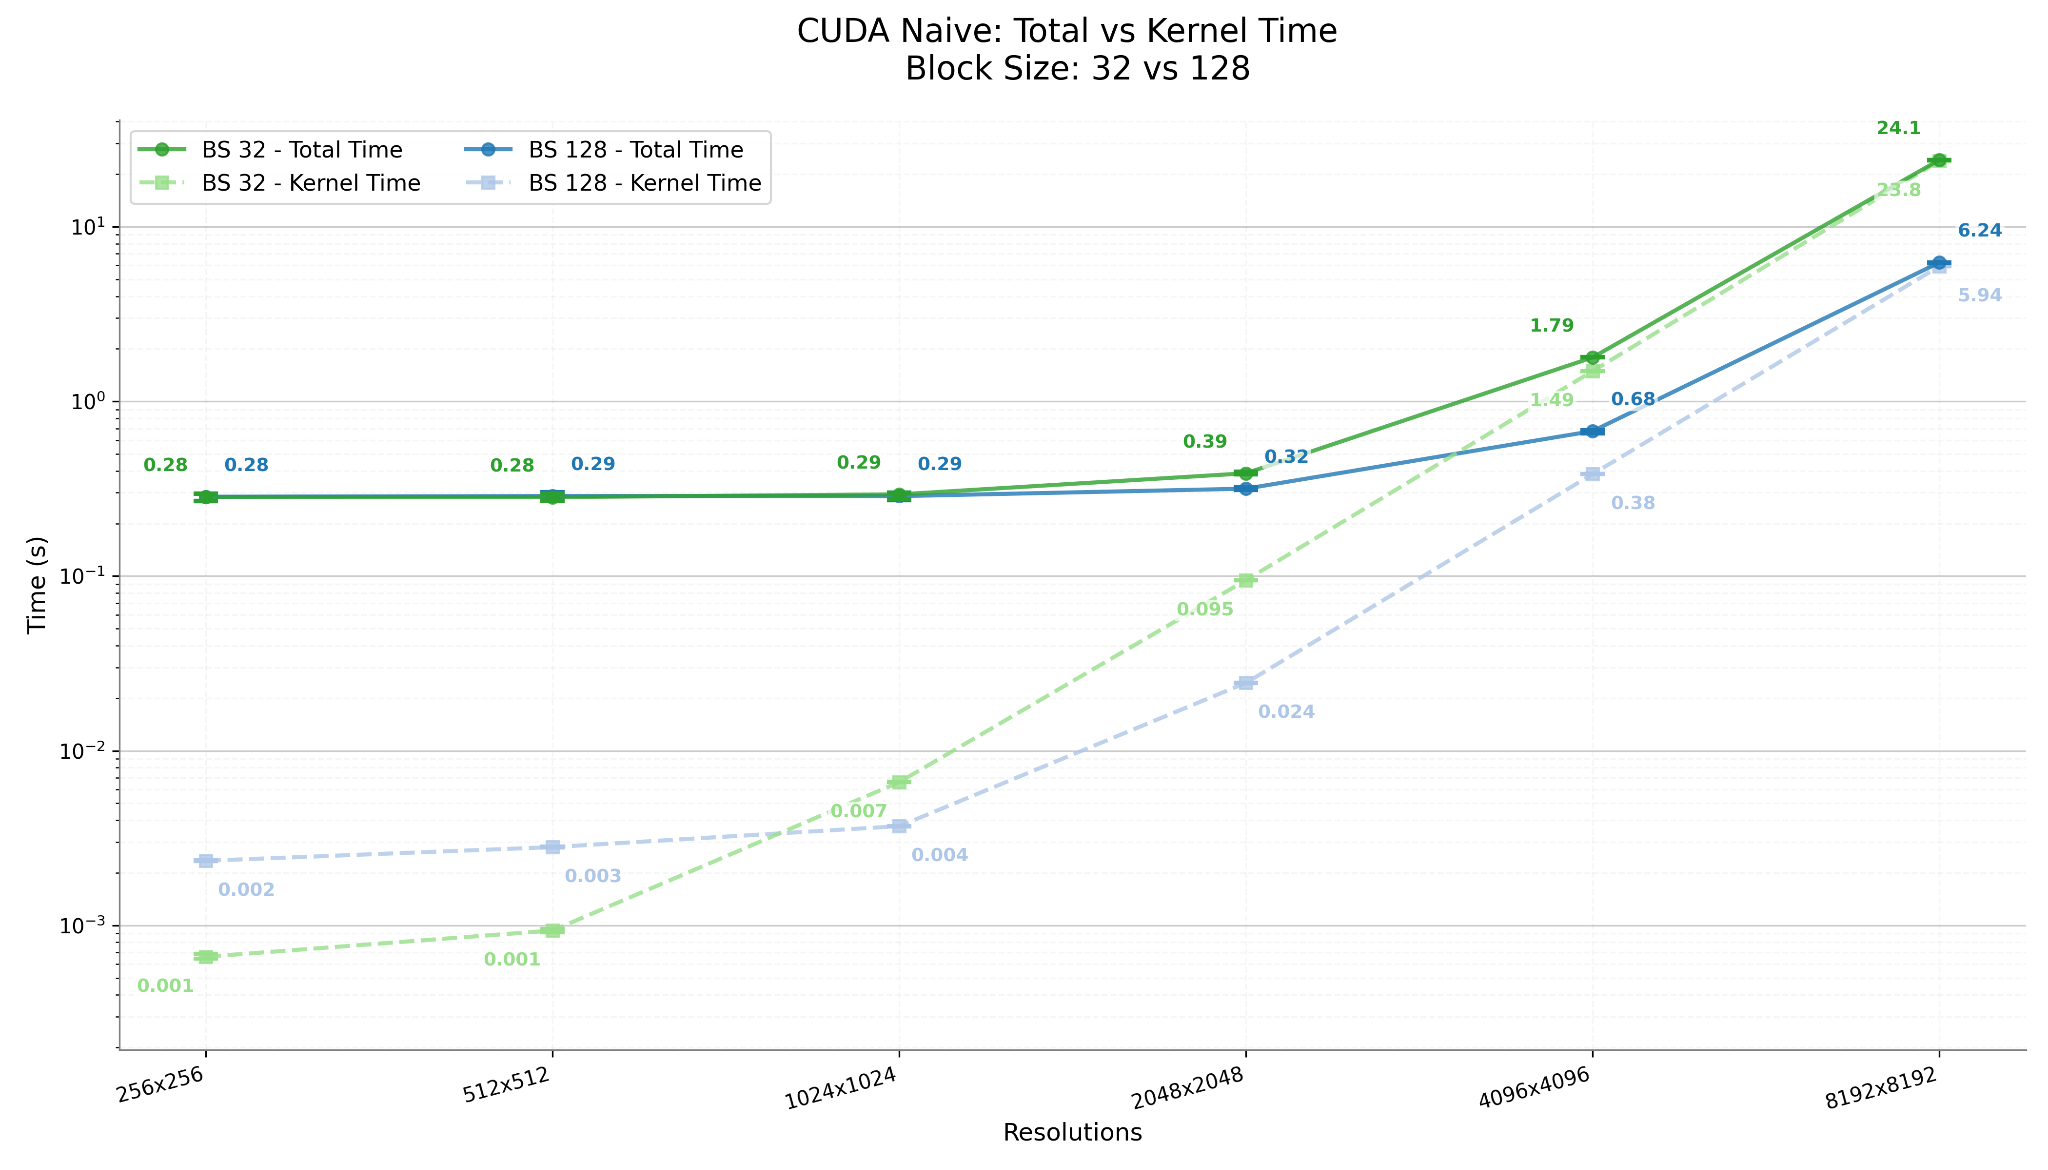 CUDA Naive: Total vs Kernel Time
Block Size: 32 vs 128
BS 32 - Total Time
BS 32 - Kernel Time
BS 128 - Total Time
BS 128 - Kernel Time
Time (s)
10¹
10⁰
10⁻¹
10⁻²
10⁻³
0.28
0.28
0.28
0.29
0.29
0.29
0.39
0.32
1.79
0.68
24.1
6.24
0.001
0.002
0.001
0.003
0.007
0.004
0.095
0.024
1.49
0.38
23.8
5.94
256x256
512x512
1024x1024
2048x2048
4096x4096
8192x8192
Resolutions